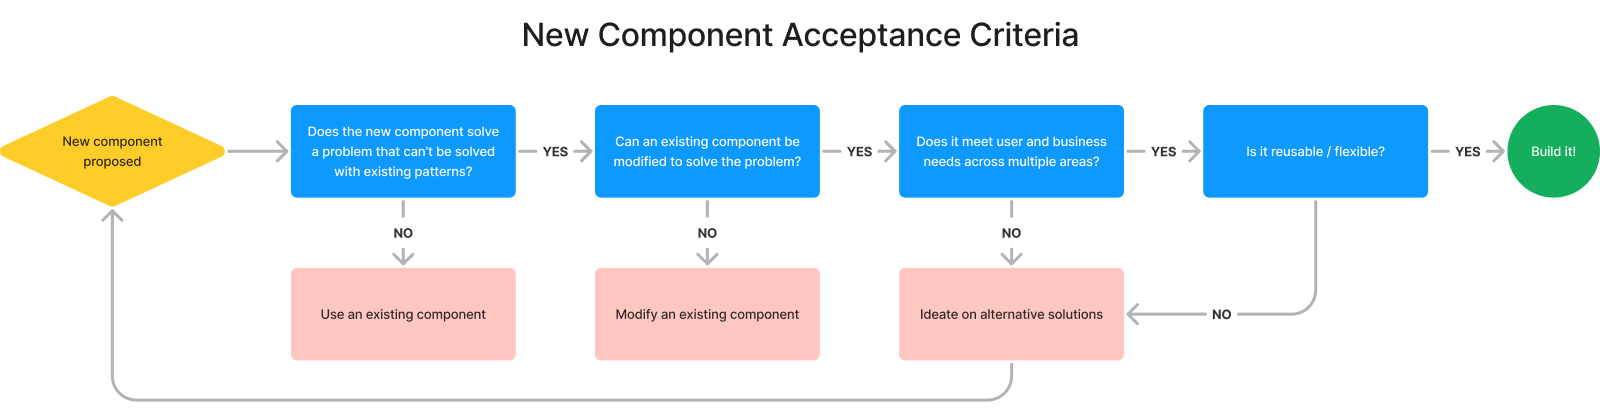 New Component Acceptance Criteria
New component
proposed
Does the new component solve
a problem that can't be solved
with existing patterns?
YES
Can an existing component be
modified to solve the problem?
YES
Does it meet user and business
needs across multiple areas?
YES
Is it reusable / flexible?
YES
Build it!
NO
NO
NO
Use an existing component
Modify an existing component
Ideate on alternative solutions
NO